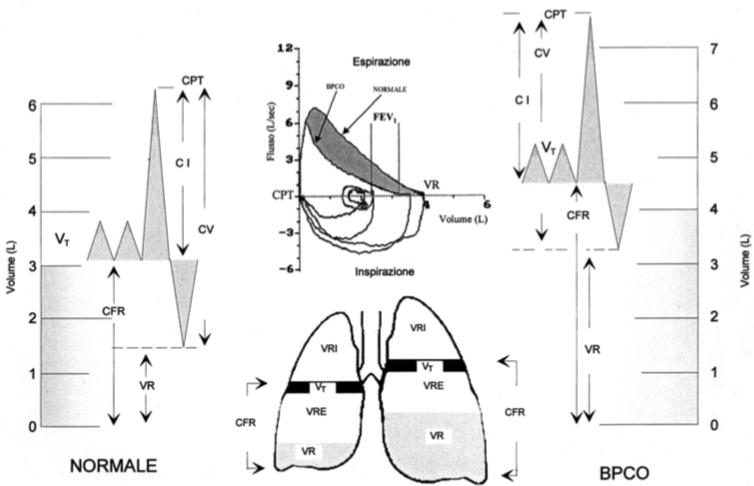 CPT
6
5
4
3
2
1
0
Volume (L)
VT
CI
CV
CFR
VR
NORMALE
12
9
6
3
-3
-6
Flusso (L/sec)
Espirazione
BPCO
NORMALE
FEV1
CPT
VR
2
4
6
Volume (L)
Inspirazione
VRI
VT
VRE
VR
CFR
VRI
VT
VRE
VR
CFR
CPT
CV
CI
VT
CFR
VR
7
6
5
4
3
2
1
0
Volume (L)
BPCO